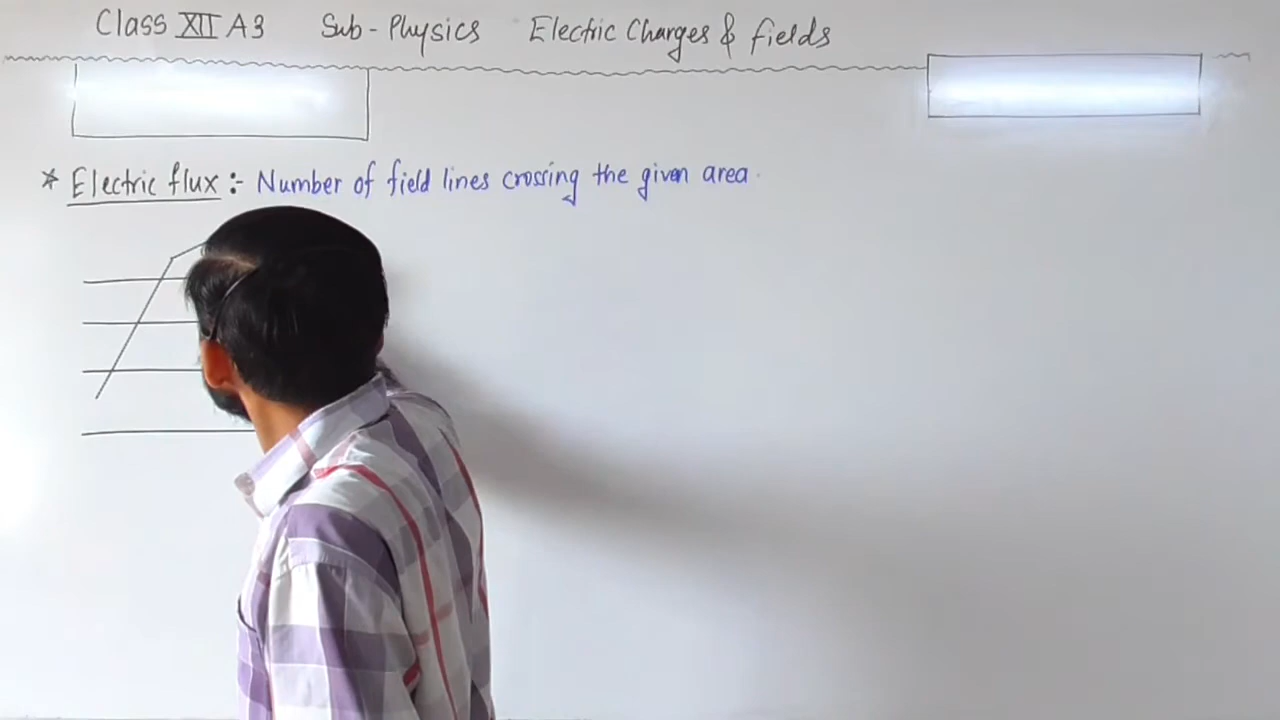 Class XII A3 Sub - Physics Electric Charges & fields
* Electric flux :- Number of field lines crossing the given area.